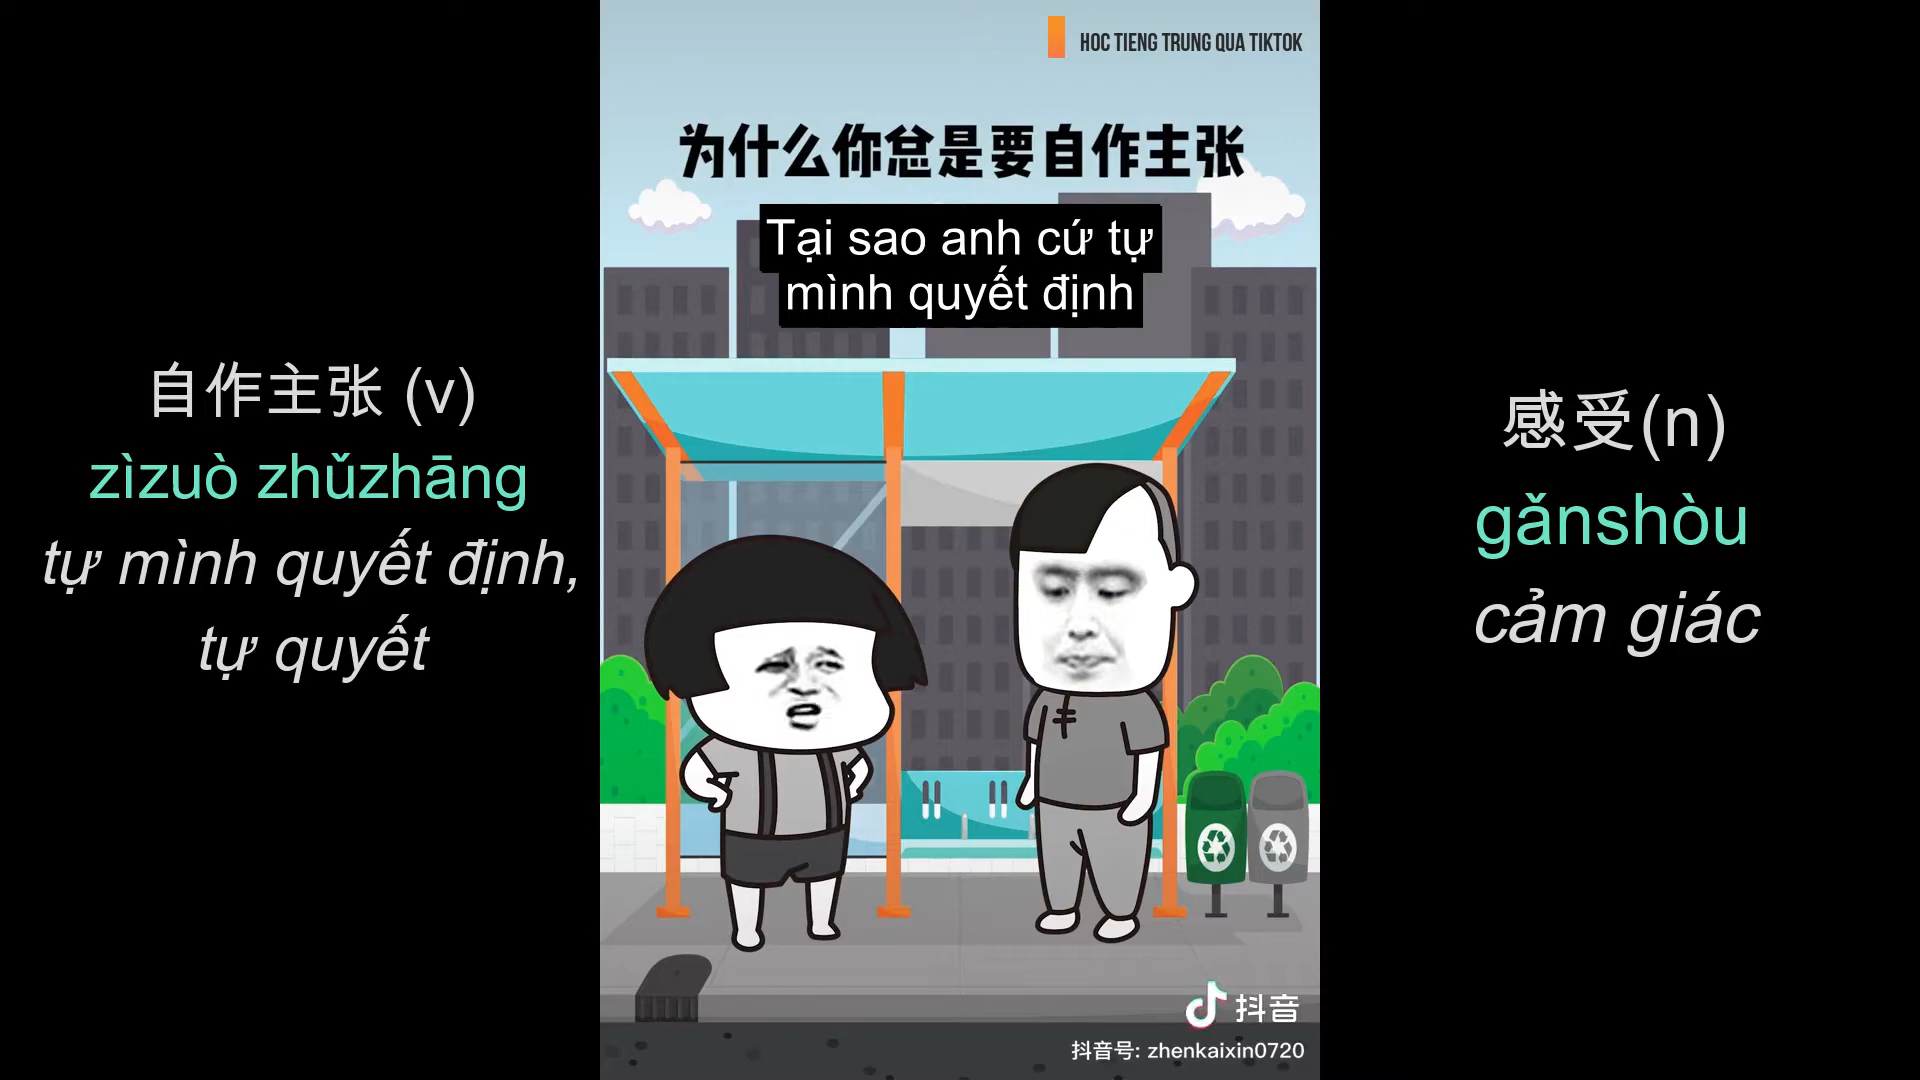 HOC TIENG TRUNG QUA TIKTOK
为什么你总是要自作主张
Tại sao anh cứ tự
mình quyết định
自作主张 (v)
zìzuò zhǔzhāng
tự mình quyết định,
tự quyết
感受(n)
gǎnshòu
cảm giác
抖音
抖音号: zhenkaixin0720